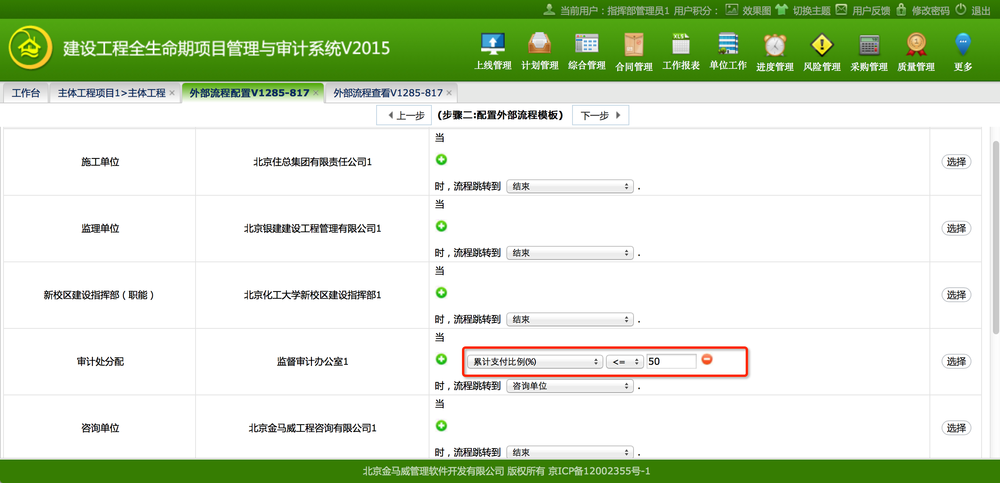 当前用户：指挥部管理员1 用户积分： 效果图 切换主题 用户反馈 修改密码 退出
建设工程全生命期项目管理与审计系统V2015
上线管理 计划管理 综合管理 合同管理 XLS 工作报表 单位工作 进度管理 风险管理 采购管理 质量管理 更多
工作台 主体工程项目1>主体工程 × 外部流程配置V1285-817 × 外部流程查看V1285-817 ×
上一步 (步骤二:配置外部流程模板) 下一步
当
施工单位 北京住总集团有限责任公司1 选择
时，流程跳转到 结束 .
当
监理单位 北京银建建设工程管理有限公司1 选择
时，流程跳转到 结束 .
当
新校区建设指挥部（职能） 北京化工大学新校区建设指挥部1 选择
时，流程跳转到 结束 .
当
审计处分配 监督审计办公室1 累计支付比例(%) <= 50 选择
时，流程跳转到 咨询单位 .
当
咨询单位 北京金马威工程咨询有限公司1 选择
时，流程跳转到 结束 .
北京金马威管理软件开发有限公司 版权所有 京ICP备12002355号-1